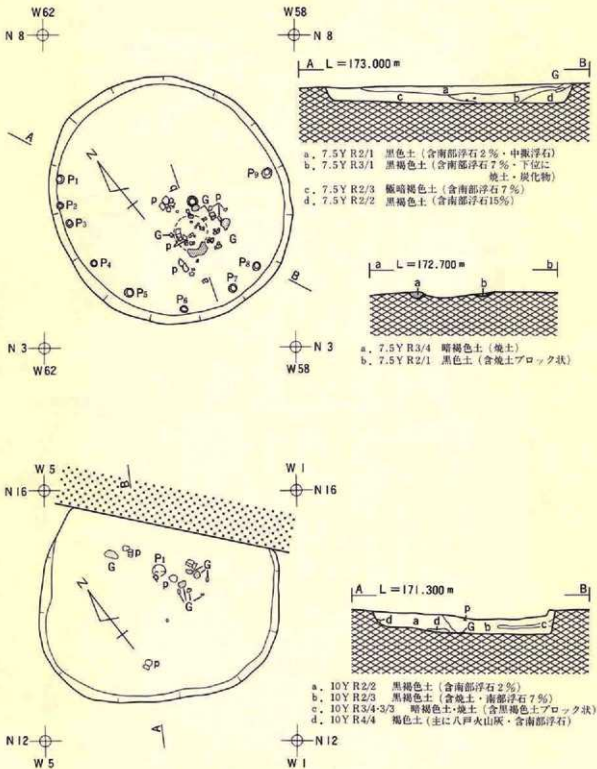 W62
W58
N 8
N 8
A L = 173.000 m B
G
a
c
b
d
a. 7.5Y R2/1 黒色土 (含南部浮石2%・中掫浮石)
b. 7.5Y R3/1 黒褐色土 (含南部浮石7%・下位に
焼土・炭化物)
c. 7.5Y R2/3 極暗褐色土 (含南部浮石7%)
d. 7.5Y R2/2 黒褐色土 (含南部浮石15%)
A
N
P1
P2
P3
P4
P5
P6
P7
P8
P9
a
P
G
P
P
G
G
P
P
a
B
a L = 172.700 m b
a
b
a. 7.5Y R3/4 暗褐色土 (焼土)
b. 7.5Y R2/1 黒色土 (含焼土ブロック状)
N 3
N 3
W62
W58
W 5
W 1
N16
N16
B
P1
P
G
G
P
G
N
P
A
A L = 171.300 m B
P
d
a
d
G
b
c
a. 10Y R2/2 黒褐色土 (含南部浮石2%)
b. 10Y R2/3 黒褐色土 (含焼土・南部浮石7%)
c. 10Y R3/4・3/3 暗褐色土・焼土 (含黒褐色土ブロック状)
d. 10Y R4/4 褐色土 (主に八戸火山灰・含南部浮石)
N12
N12
W 5
W 1